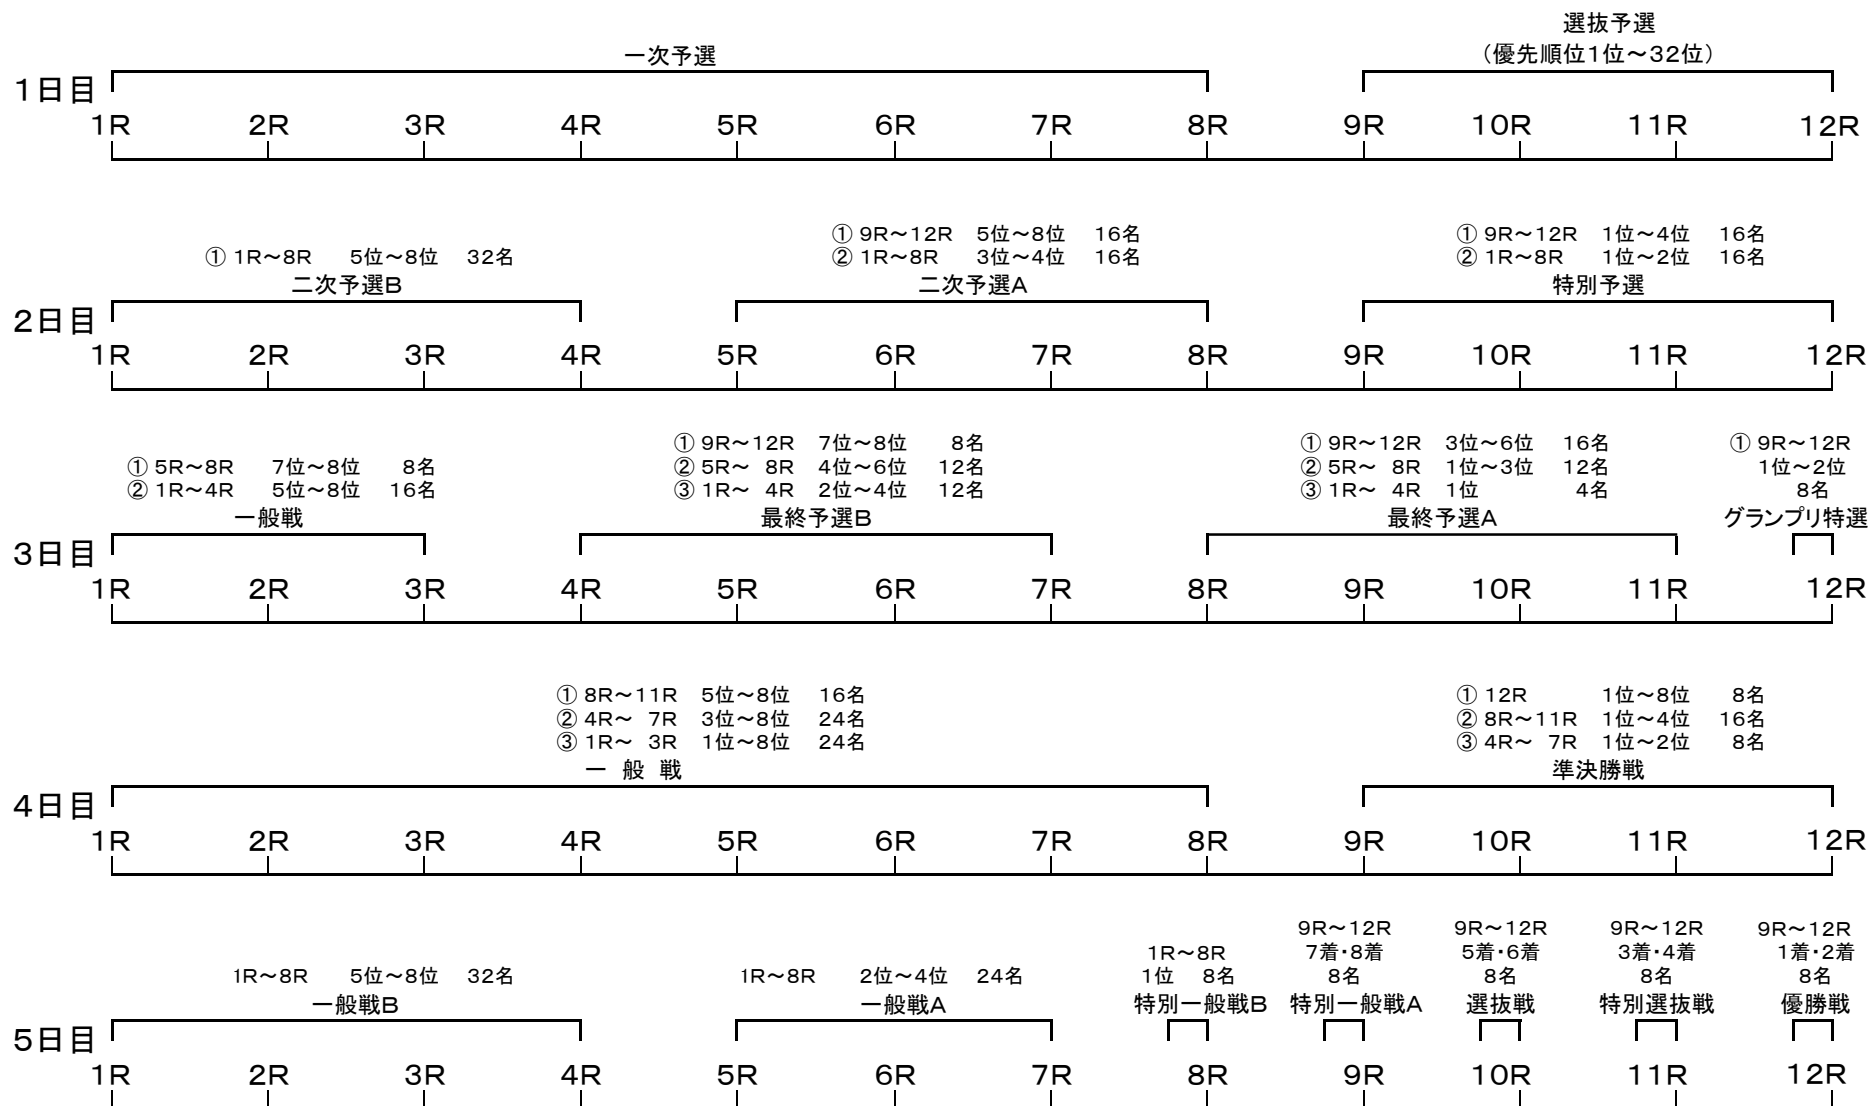 選抜予選
一次予選 (優先順位1位～32位)
1日目
1R 2R 3R 4R 5R 6R 7R 8R 9R 10R 11R 12R
① 9R～12R 5位～8位 16名 ① 9R～12R 1位～4位 16名
① 1R～8R 5位～8位 32名 ② 1R～8R 3位～4位 16名 ② 1R～8R 1位～2位 16名
二次予選B 二次予選A 特別予選
2日目
1R 2R 3R 4R 5R 6R 7R 8R 9R 10R 11R 12R
① 9R～12R 7位～8位 8名 ① 9R～12R 3位～6位 16名 ① 9R～12R
① 5R～8R 7位～8位 8名 ② 5R～ 8R 4位～6位 12名 ② 5R～ 8R 1位～3位 12名 1位～2位
② 1R～4R 5位～8位 16名 ③ 1R～ 4R 2位～4位 12名 ③ 1R～ 4R 1位 4名 8名
一般戦 最終予選B 最終予選A グランプリ特選
3日目
1R 2R 3R 4R 5R 6R 7R 8R 9R 10R 11R 12R
① 8R～11R 5位～8位 16名 ① 12R 1位～8位 8名
② 4R～ 7R 3位～8位 24名 ② 8R～11R 1位～4位 16名
③ 1R～ 3R 1位～8位 24名 ③ 4R～ 7R 1位～2位 8名
一 般 戦 準決勝戦
4日目
1R 2R 3R 4R 5R 6R 7R 8R 9R 10R 11R 12R
9R～12R 9R～12R 9R～12R 9R～12R
1R～8R 7着・8着 5着・6着 3着・4着 1着・2着
1R～8R 5位～8位 32名 1R～8R 2位～4位 24名 1位 8名 8名 8名 8名 8名
一般戦B 一般戦A 特別一般戦B 特別一般戦A 選抜戦 特別選抜戦 優勝戦
5日目
1R 2R 3R 4R 5R 6R 7R 8R 9R 10R 11R 12R